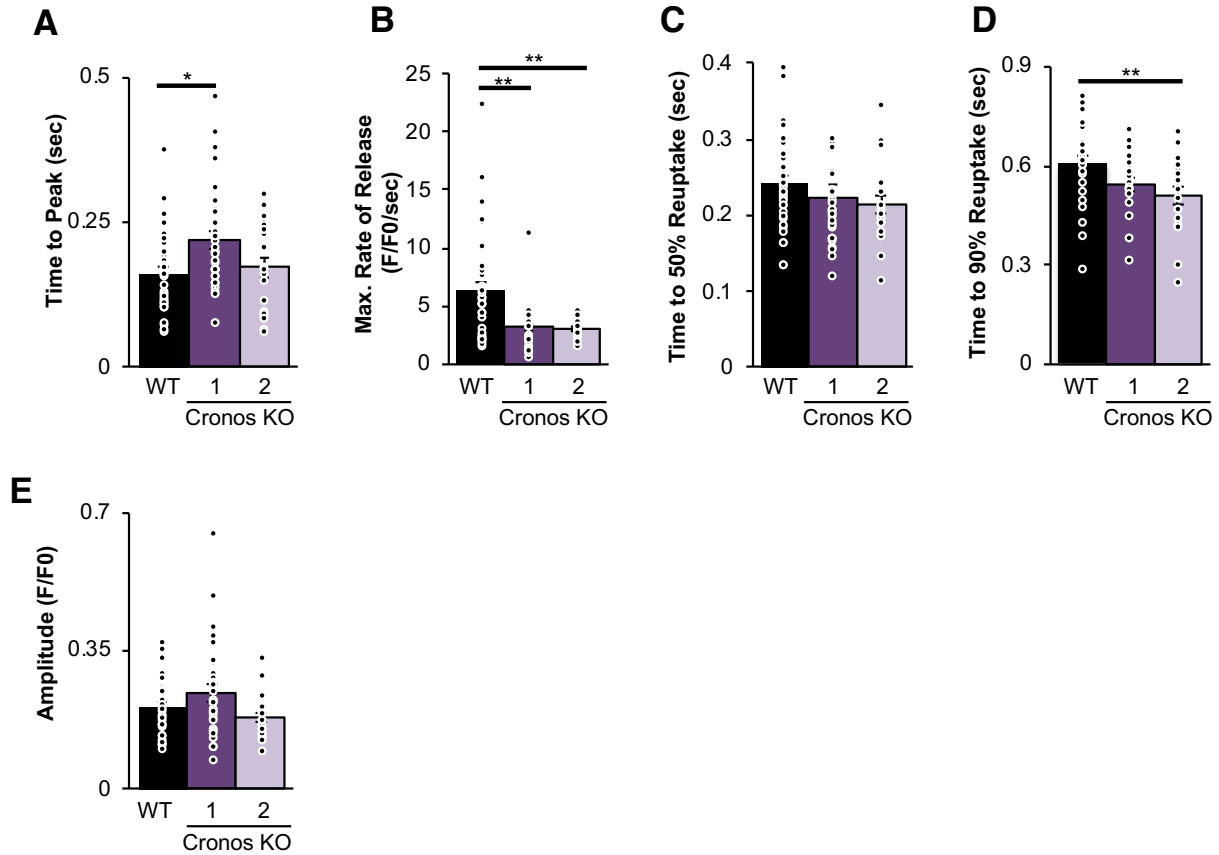 A
Time to Peak (sec)
0.5
0.25
0
*
WT 1 2
Cronos KO
B
Max. Rate of Release
(F/F0/sec)
25
20
15
10
5
0
**
**
WT 1 2
Cronos KO
C
Time to 50% Reuptake (sec)
0.4
0.3
0.2
0.1
0
WT 1 2
Cronos KO
D
Time to 90% Reuptake (sec)
0.9
0.6
0.3
0
**
WT 1 2
Cronos KO
E
Amplitude (F/F0)
0.7
0.35
0
WT 1 2
Cronos KO